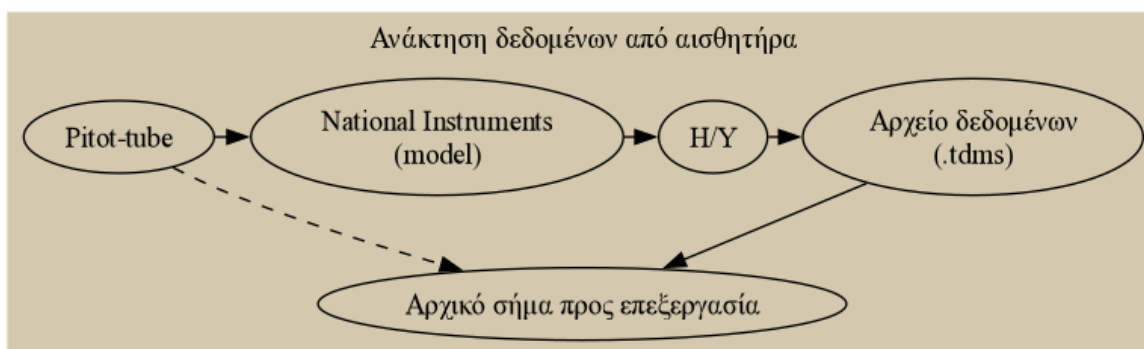 Ανάκτηση δεδομένων από αισθητήρα
Pitot-tube
National Instruments
(model)
Η/Υ
Αρχείο δεδομένων
(.tdms)
Αρχικό σήμα προς επεξεργασία